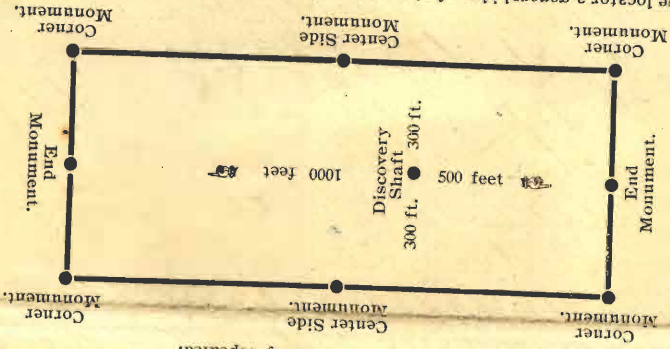 Corner
Monument.
Center Side
Monument.
Corner
Monument.
End
Monument.
1000 feet
Discovery
Shaft
300 ft.
300 ft.
500 feet
End
Monument.
Corner
Monument.
Center Side
Monument.
Corner
Monument.